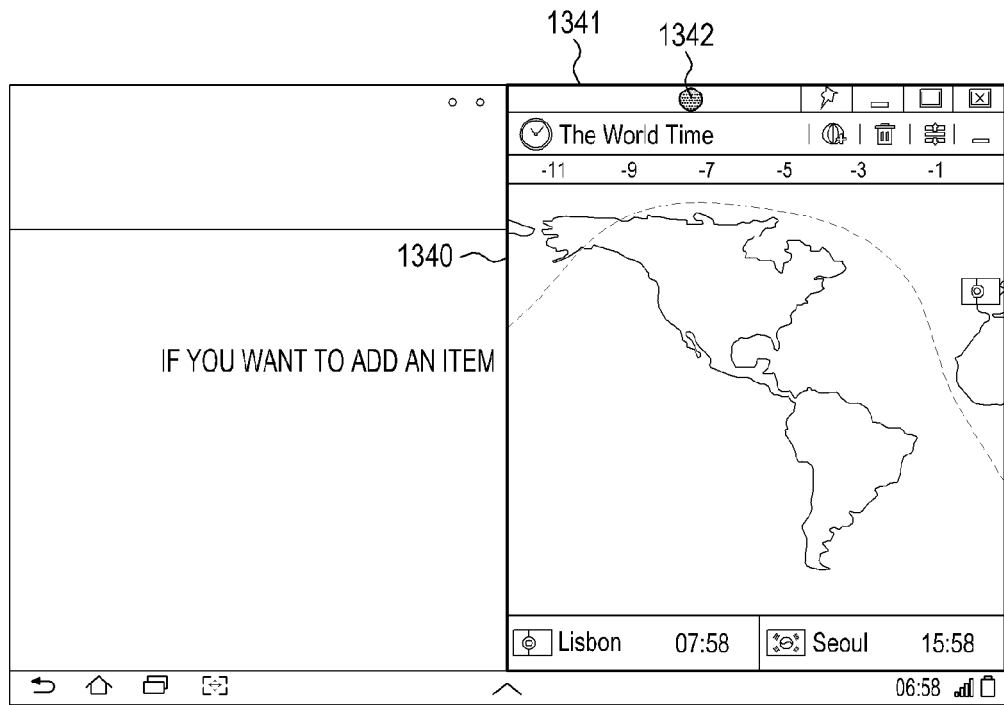 1341
1342
The World Time
-11 -9 -7 -5 -3 -1
1340
IF YOU WANT TO ADD AN ITEM
Lisbon 07:58 Seoul 15:58
06:58